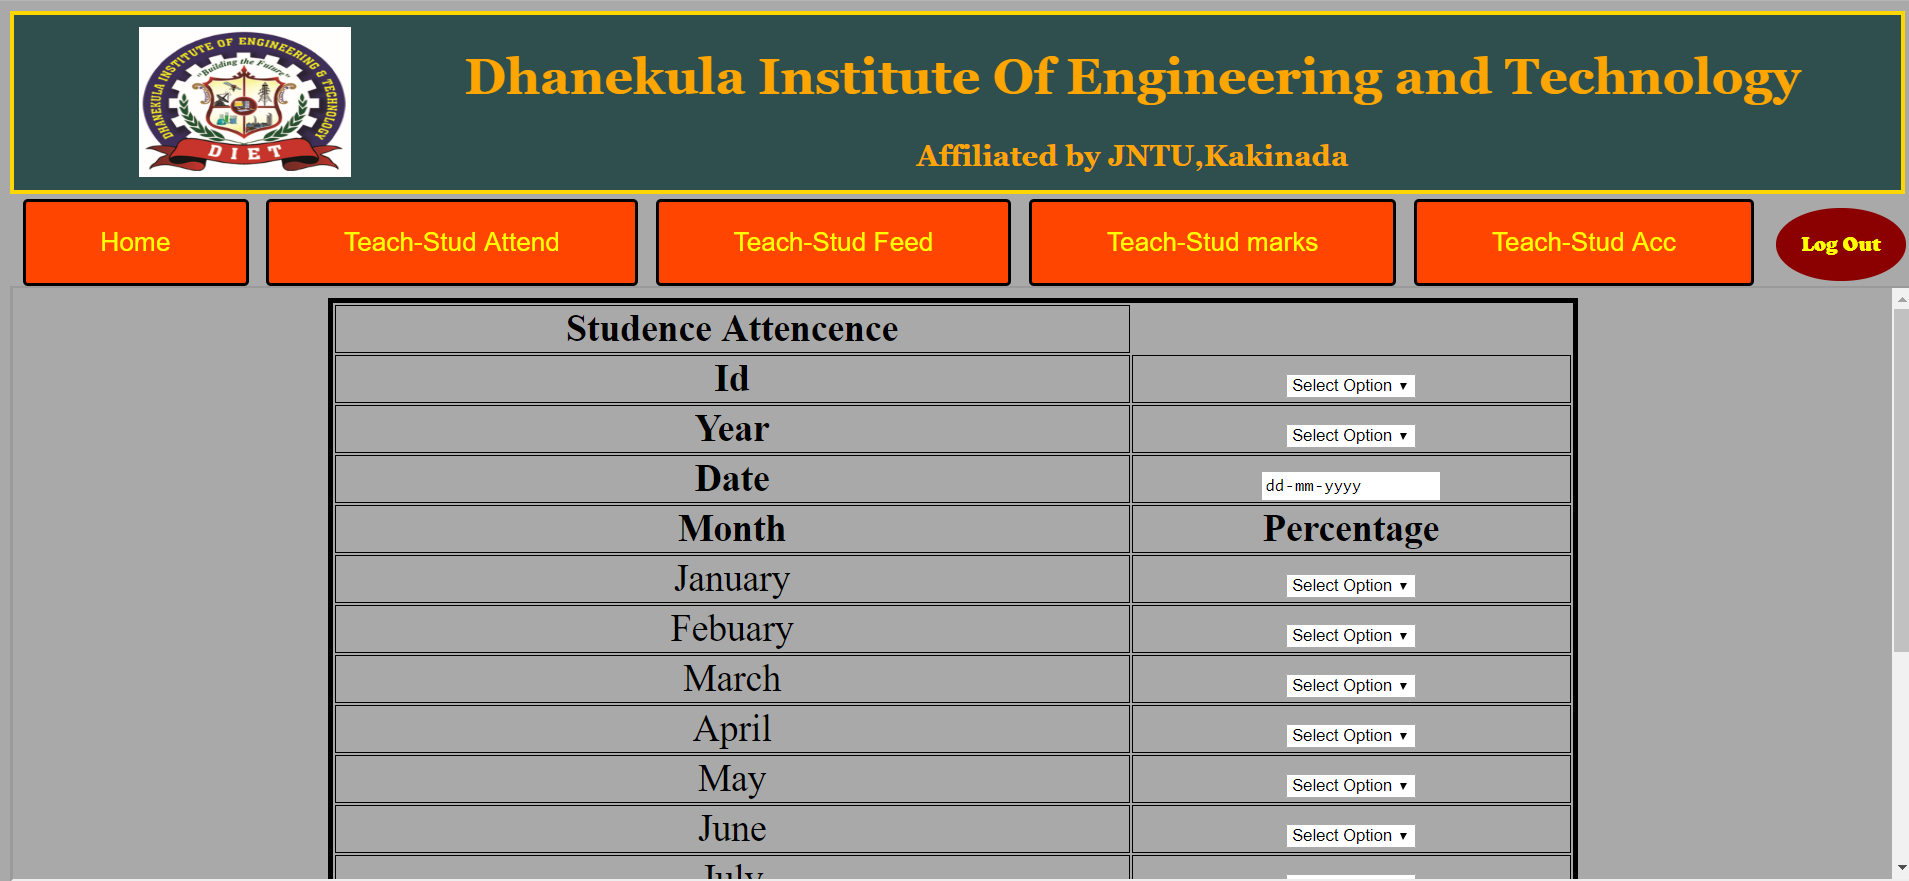 DHANEKULA INSTITUTE OF ENGINEERING & TECHNOLOGY
"Building the Future"
DIET
Dhanekula Institute Of Engineering and Technology
Affiliated by JNTU,Kakinada
Home Teach-Stud Attend Teach-Stud Feed Teach-Stud marks Teach-Stud Acc Log Out
Studence Attencence
Id Select Option
Year Select Option
Date dd-mm-yyyy
Month Percentage
January Select Option
Febuary Select Option
March Select Option
April Select Option
May Select Option
June Select Option
July